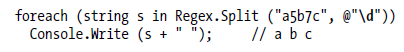 foreach (string s in Regex.Split ("a5b7c", @"\d"))
  Console.Write (s + " ");     // a b c